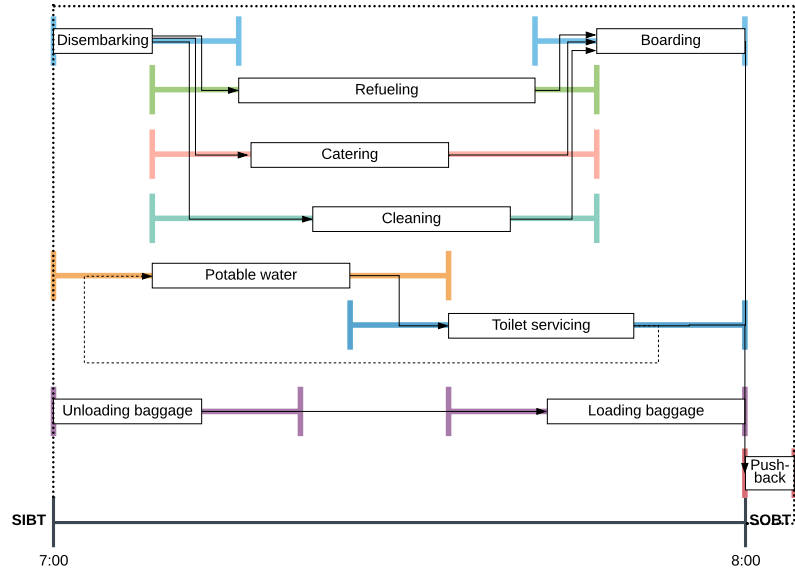 Disembarking
Boarding
Refueling
Catering
Cleaning
Potable water
Toilet servicing
Unloading baggage
Loading baggage
Push-
back
SIBT
SOBT
7:00
8:00